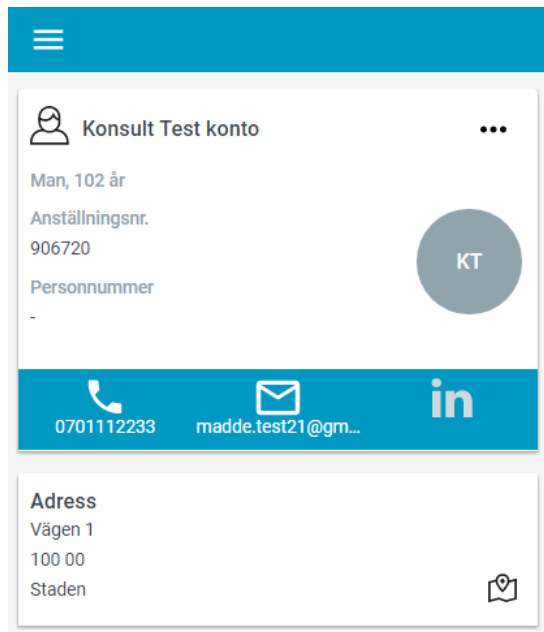 Konsult Test konto
Man, 102 år
Anställningsnr.
906720
KT
Personnummer
-
0701112233
madde.test21@gm...
in
Adress
Vägen 1
100 00
Staden